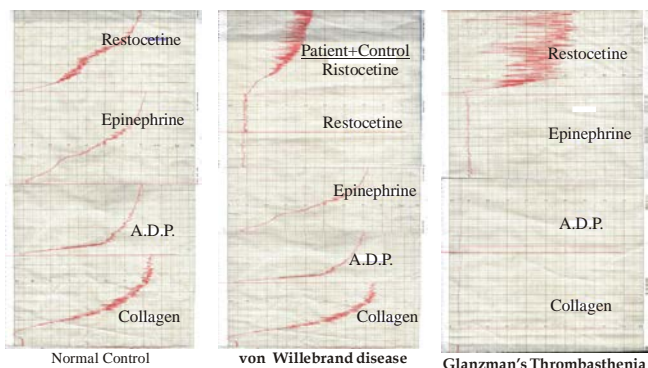 Restocetine
Epinephrine
A.D.P.
Collagen
Normal Control
Patient+Control
Ristocetine
Restocetine
Epinephrine
A.D.P.
Collagen
von Willebrand disease
Restocetine
Epinephrine
A.D.P.
Collagen
Glanzman's Thrombasthenia